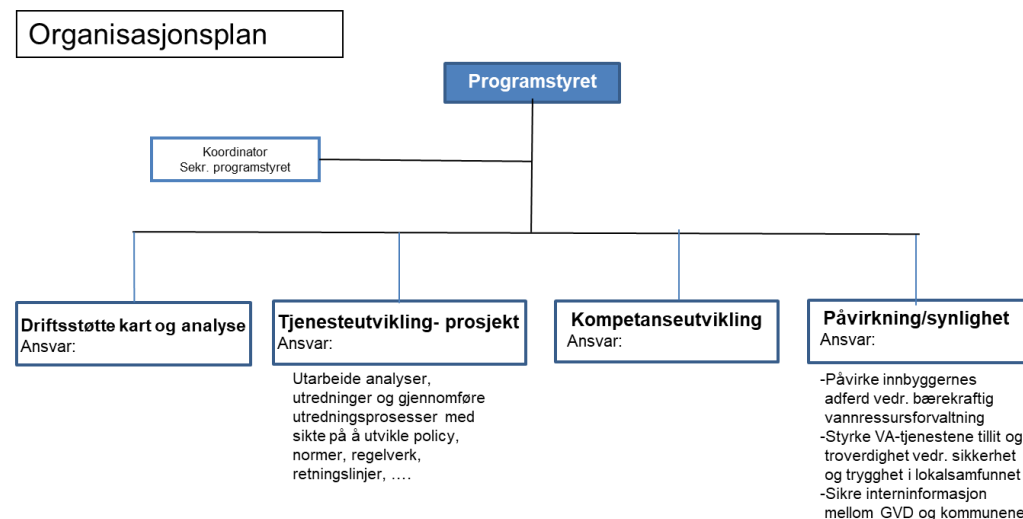 Organisasjonsplan
Programstyret
Koordinator
Sekr. programstyret
Driftsstøtte kart og analyse
Ansvar:
Tjenesteutvikling- prosjekt
Ansvar:
Utarbeide analyser,
utredninger og gjennomføre
utredningsprosesser med
sikte på å utvikle policy,
normer, regelverk,
retningslinjer, ....
Kompetanseutvikling
Ansvar:
Påvirkning/synlighet
Ansvar:
-Påvirke innbyggernes
adferd vedr. bærekraftig
vannressursforvaltning
-Styrke VA-tjenestene tillit og
troverdighet vedr. sikkerhet
og trygghet i lokalsamfunnet
-Sikre interninformasjon
mellom GVD og kommunene